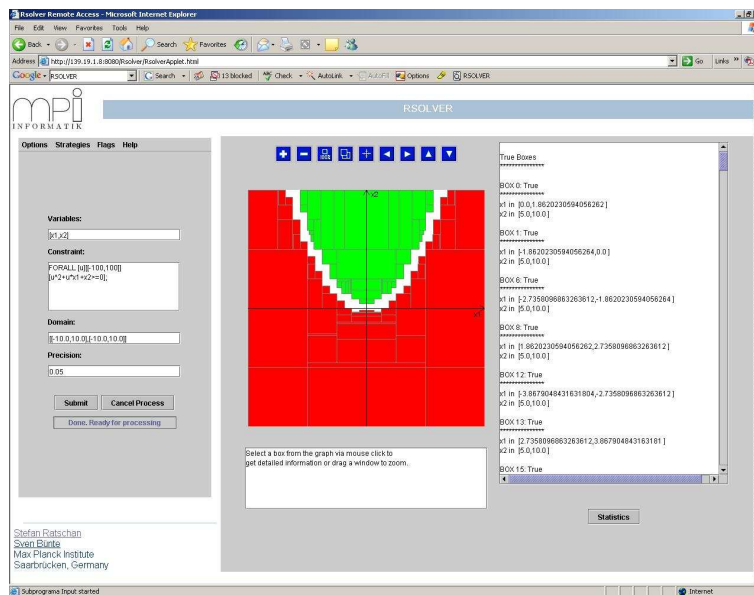 Rsolver Remote Access - Microsoft Internet Explorer
File Edit View Favorites Tools Help
Back Search Favorites
Address http://139.19.1.8:8080/Rsolver/RsolverApplet.html Go Links
Google RSOLVER Search 13 blocked Check AutoLink AutoFill Options RSOLVER
mpi
INFORMATIK
RSOLVER
Options Strategies Flags Help
Variables:
[x1,x2]
Constraint:
FORALL [u][[-100,100]]
[u^2+u*x1+x2>=0];
Domain:
[[-10.0,10.0],[-10.0,10.0]]
Precision:
0.05
Submit Cancel Process
Done. Ready for processing
x2
x1
Select a box from the graph via mouse click to
get detailed information or drag a window to zoom.
True Boxes
***************
BOX 0: True
***************
x1 in [0.0,1.8620230594056262]
x2 in [5.0,10.0]
BOX 1: True
***************
x1 in [-1.8620230594056264,0.0]
x2 in [5.0,10.0]
BOX 6: True
***************
x1 in [-2.7358096863263612,-1.8620230594056264]
x2 in [5.0,10.0]
BOX 8: True
***************
x1 in [1.8620230594056262,2.7358096863263612]
x2 in [5.0,10.0]
BOX 12: True
***************
x1 in [-3.8679048431631804,-2.7358096863263612]
x2 in [5.0,10.0]
BOX 13: True
***************
x1 in [2.7358096863263612,3.867904843163181]
x2 in [5.0,10.0]
BOX 15: True
Statistics
Stefan Ratschan
Sven Bünte
Max Planck Institute
Saarbrücken, Germany
Subprograma Input started Internet